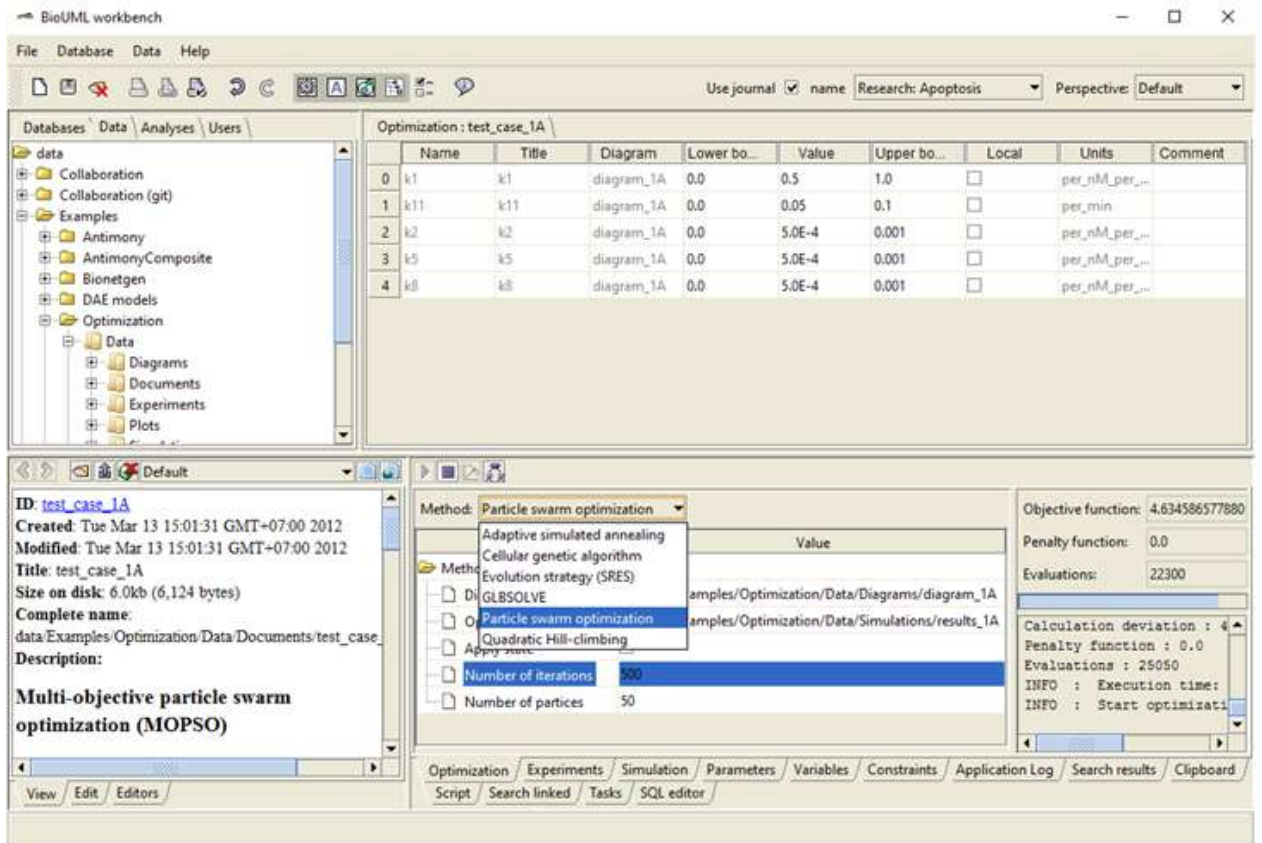 BioUML workbench
File Database Data Help
Use journal name Research: Apoptosis Perspective: Default
Databases Data Analyses Users
data
Collaboration
Collaboration (git)
Examples
Antimony
AntimonyComposite
Bionetgen
DAE models
Optimization
Data
Diagrams
Documents
Experiments
Plots
Optimization : test_case_1A
Name Title Diagram Lower bo... Value Upper bo... Local Units Comment
0 k1 k1 diagram_1A 0.0 0.5 1.0 per_nM_per_...
1 k11 k11 diagram_1A 0.0 0.05 0.1 per_min
2 k2 k2 diagram_1A 0.0 5.0E-4 0.001 per_nM_per_...
3 k5 k5 diagram_1A 0.0 5.0E-4 0.001 per_nM_per_...
4 k8 k8 diagram_1A 0.0 5.0E-4 0.001 per_nM_per_...
Default
ID: test_case_1A
Created: Tue Mar 13 15:01:31 GMT+07:00 2012
Modified: Tue Mar 13 15:01:31 GMT+07:00 2012
Title: test_case_1A
Size on disk: 6.0kb (6,124 bytes)
Complete name:
data/Examples/Optimization/Data/Documents/test_case_
Description:
Multi-objective particle swarm
optimization (MOPSO)
View Edit Editors
Method: Particle swarm optimization
Adaptive simulated annealing
Cellular genetic algorithm
Evolution strategy (SRES)
GLBSOLVE
Particle swarm optimization
Quadratic Hill-climbing
Value
Metho
Di amples/Optimization/Data/Diagrams/diagram_1A
O amples/Optimization/Data/Simulations/results_1A
Apply state
Number of iterations 500
Number of partices 50
Objective function: 4.634586577880
Penalty function: 0.0
Evaluations: 22300
Calculation deviation : 4
Penalty function : 0.0
Evaluations : 25050
INFO : Execution time:
INFO : Start optimizati
Optimization Experiments Simulation Parameters Variables Constraints Application Log Search results Clipboard
Script Search linked Tasks SQL editor